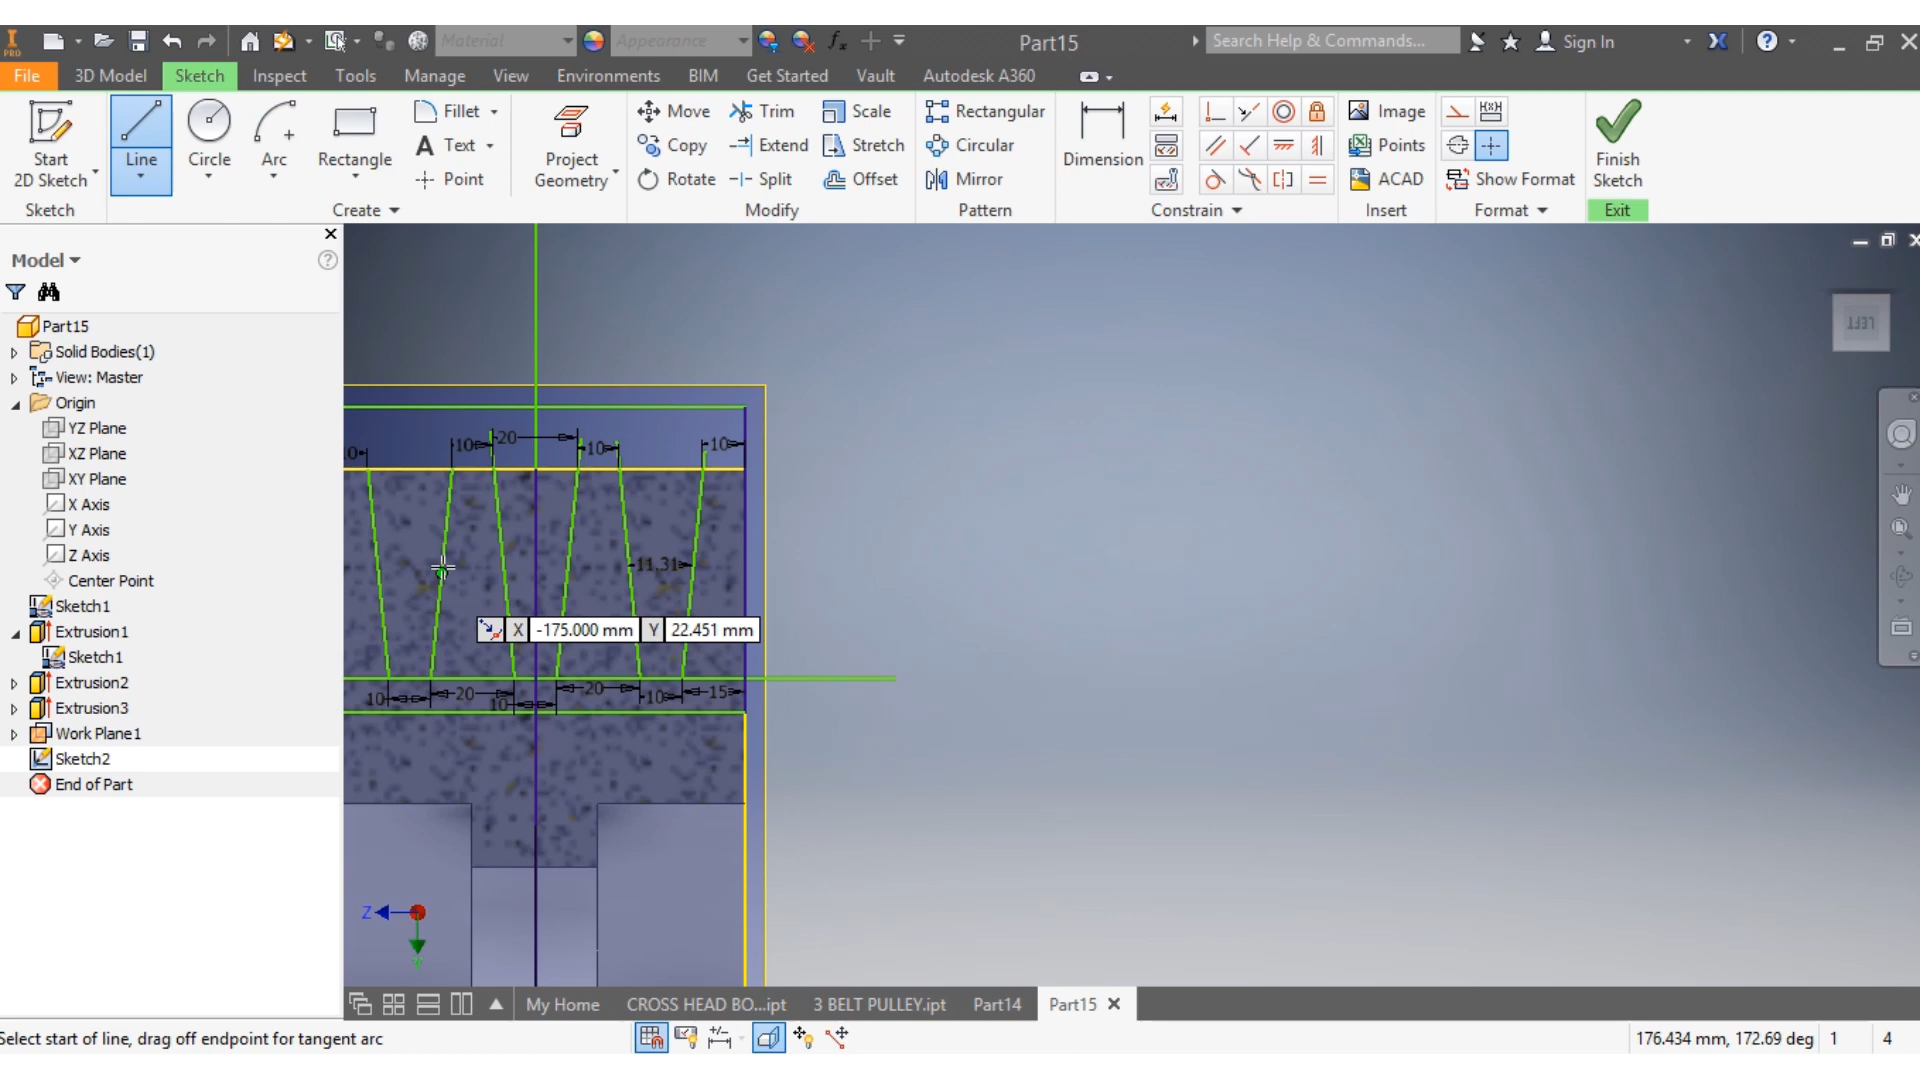 PRO
Material
Appearance
fx
Part15
Search Help & Commands...
Sign In
File
3D Model
Sketch
Inspect
Tools
Manage
View
Environments
BIM
Get Started
Vault
Autodesk A360
Start
2D Sketch
Line
Circle
Arc
Rectangle
Fillet
Text
Point
Project
Geometry
Move
Copy
Rotate
Trim
Extend
Split
Scale
Stretch
Offset
Rectangular
Circular
Mirror
Dimension
Image
Points
ACAD
Show Format
Finish
Sketch
Sketch
Create
Modify
Pattern
Constrain
Insert
Format
Exit
Model
Part15
Solid Bodies(1)
View: Master
Origin
YZ Plane
XZ Plane
XY Plane
X Axis
Y Axis
Z Axis
Center Point
Sketch1
Extrusion1
Sketch1
Extrusion2
Extrusion3
Work Plane1
Sketch2
End of Part
LEFT
10
20
10
10
11.31
X -175.000 mm Y 22.451 mm
10
20
10
20
10
15
Z
My Home
CROSS HEAD BO...ipt
3 BELT PULLEY.ipt
Part14
Part15
Select start of line, drag off endpoint for tangent arc
176.434 mm, 172.69 deg
1
4